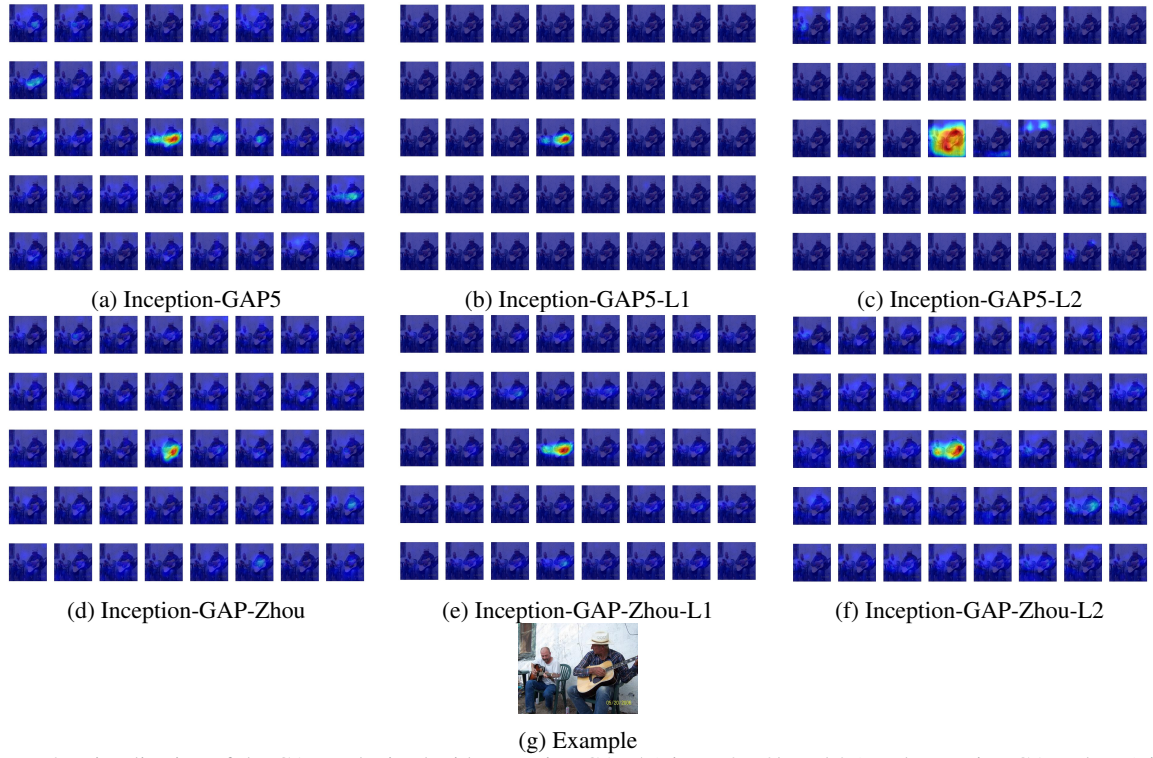 (a) Inception-GAP5
(b) Inception-GAP5-L1
(c) Inception-GAP5-L2
(d) Inception-GAP-Zhou
(e) Inception-GAP-Zhou-L1
(f) Inception-GAP-Zhou-L2
(g) Example